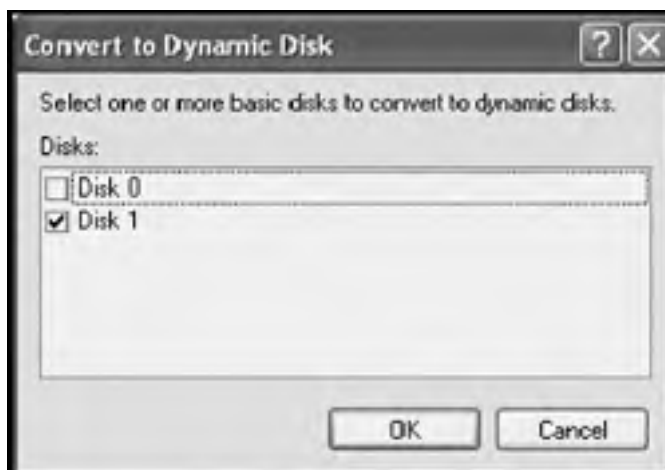 Convert to Dynamic Disk
Select one or more basic disks to convert to dynamic disks.
Disks:
Disk 0
Disk 1
OK
Cancel